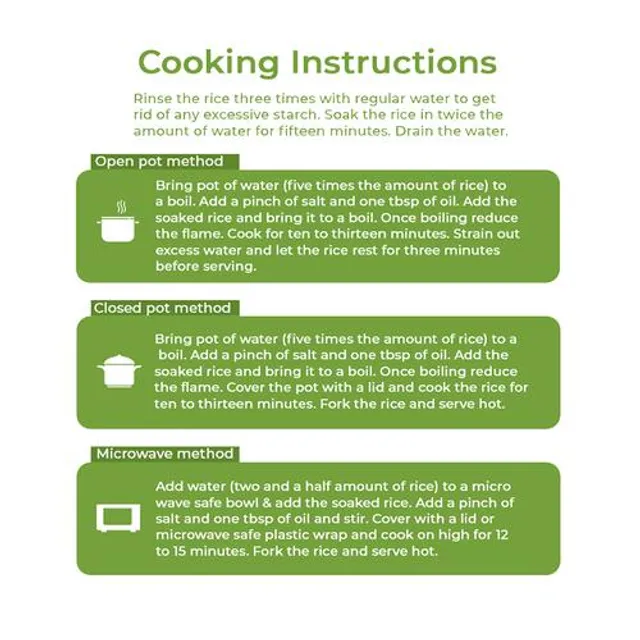 Cooking Instructions
Rinse the rice three times with regular water to get
rid of any excessive starch. Soak the rice in twice the
amount of water for fifteen minutes. Drain the water.
Open pot method
Bring pot of water (five times the amount of rice) to
a boil. Add a pinch of salt and one tbsp of oil. Add the
soaked rice and bring it to a boil. Once boiling reduce
the flame. Cook for ten to thirteen minutes. Strain out
excess water and let the rice rest for three minutes
before serving.
Closed pot method
Bring pot of water (five times the amount of rice) to a
boil. Add a pinch of salt and one tbsp of oil. Add the
soaked rice and bring it to a boil. Once boiling reduce
the flame. Cover the pot with a lid and cook the rice for
ten to thirteen minutes. Fork the rice and serve hot.
Microwave method
Add water (two and a half amount of rice) to a micro
wave safe bowl & add the soaked rice. Add a pinch of
salt and one tbsp of oil and stir. Cover with a lid or
microwave safe plastic wrap and cook on high for 12
to 15 minutes. Fork the rice and serve hot.